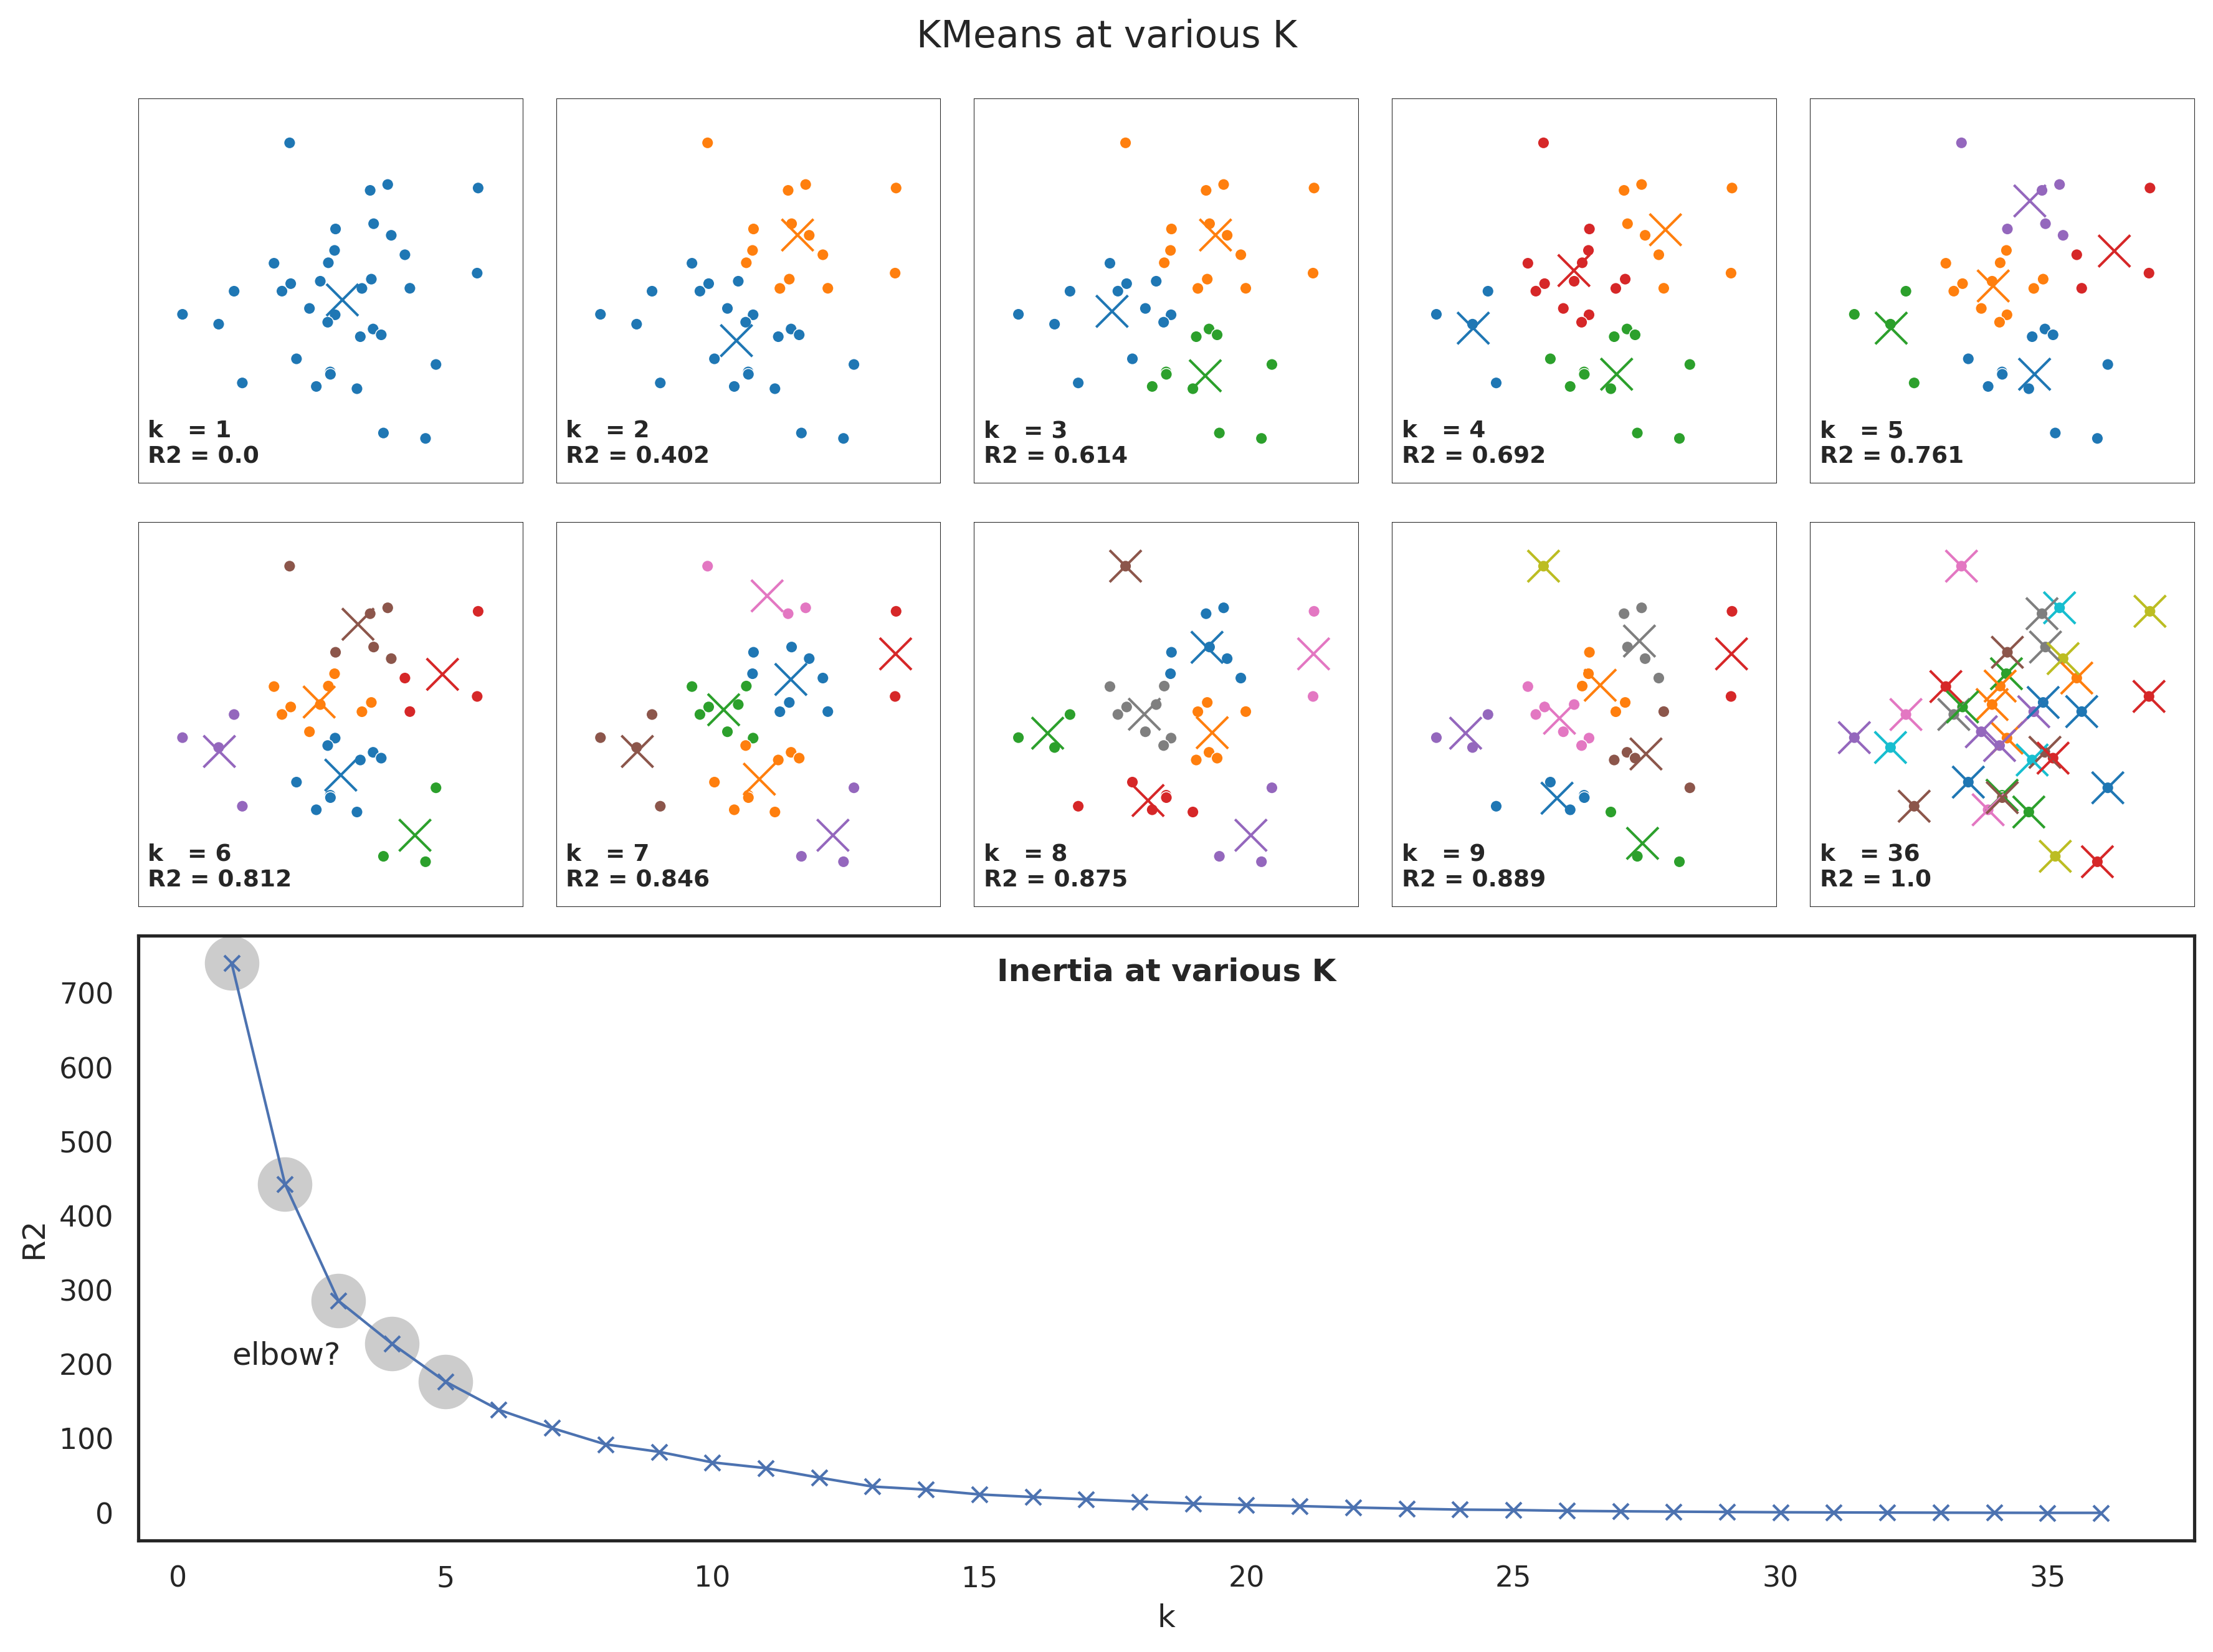 KMeans at various K
k = 1
R2 = 0.0
k = 2
R2 = 0.402
k = 3
R2 = 0.614
k = 4
R2 = 0.692
k = 5
R2 = 0.761
k = 6
R2 = 0.812
k = 7
R2 = 0.846
k = 8
R2 = 0.875
k = 9
R2 = 0.889
k = 36
R2 = 1.0
Inertia at various K
700
600
500
400
300
200
100
0
R2
elbow?
0 5 10 15 20 25 30 35
k